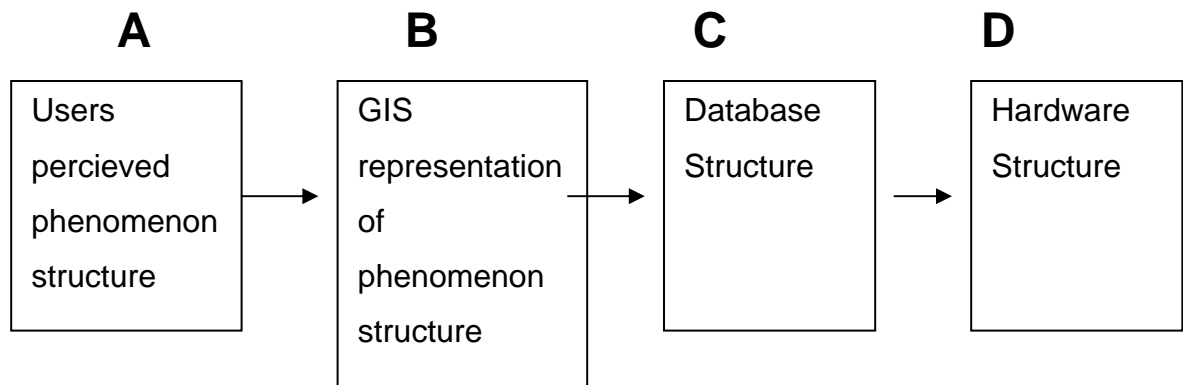 A
B
C
D
Users
percieved
phenomenon
structure
GIS
representation
of
phenomenon
structure
Database
Structure
Hardware
Structure